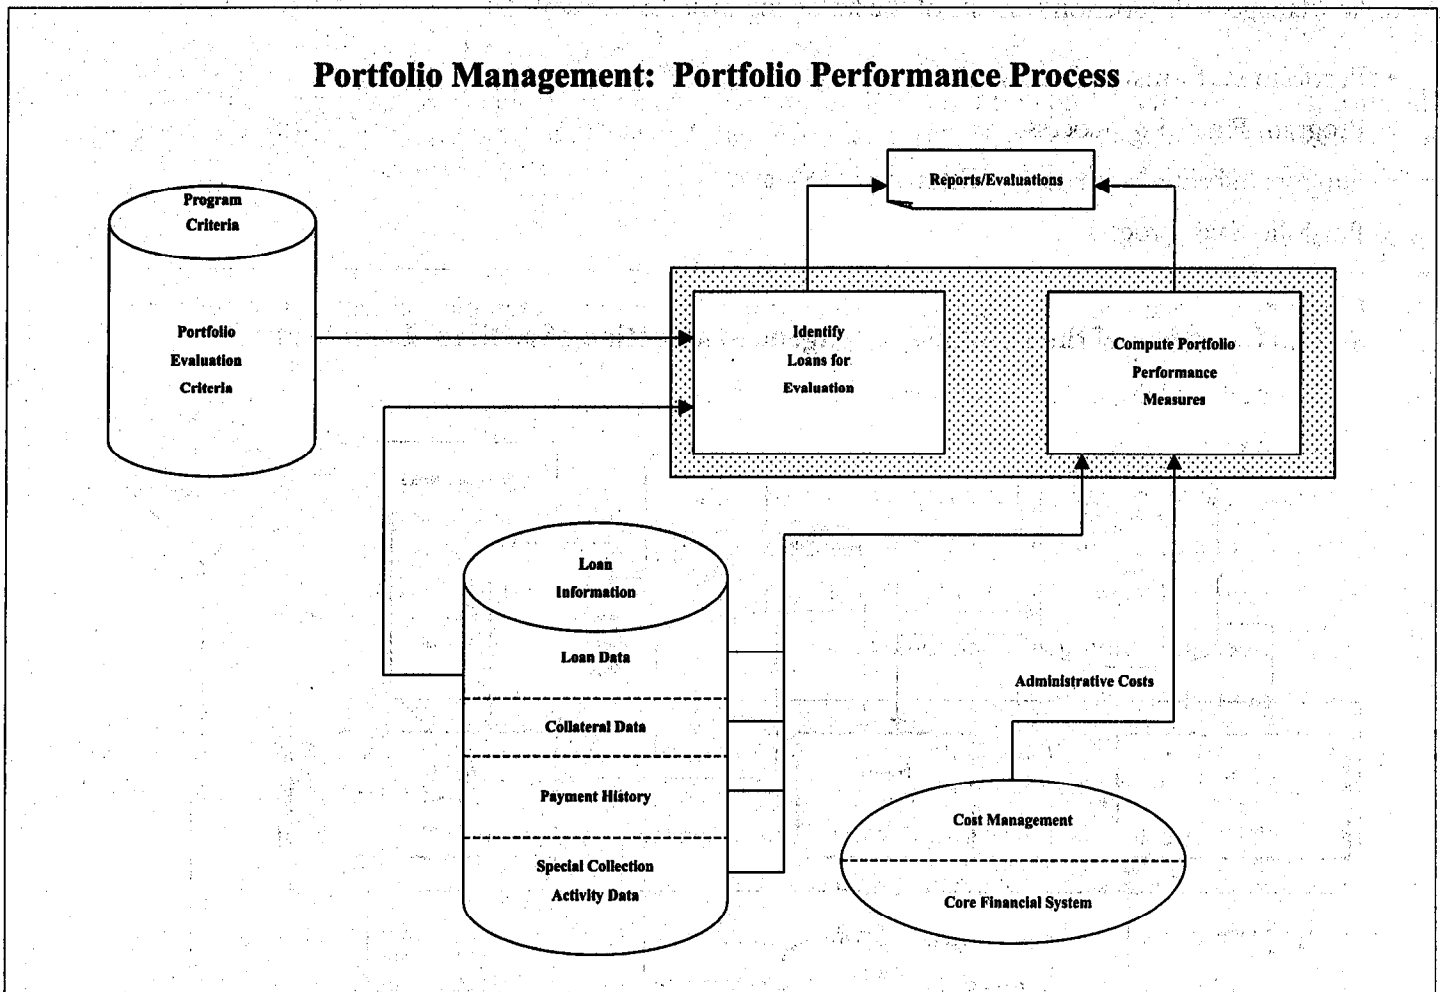 Portfolio Management: Portfolio Performance Process
Reports/Evaluations
Program
Criteria
Portfolio
Evaluation
Criteria
Identify
Loans for
Evaluation
Compute Portfolio
Performance
Measures
Loan
Information
Loan Data
Collateral Data
Payment History
Special Collection
Activity Data
Administrative Costs
Cost Management
Core Financial System